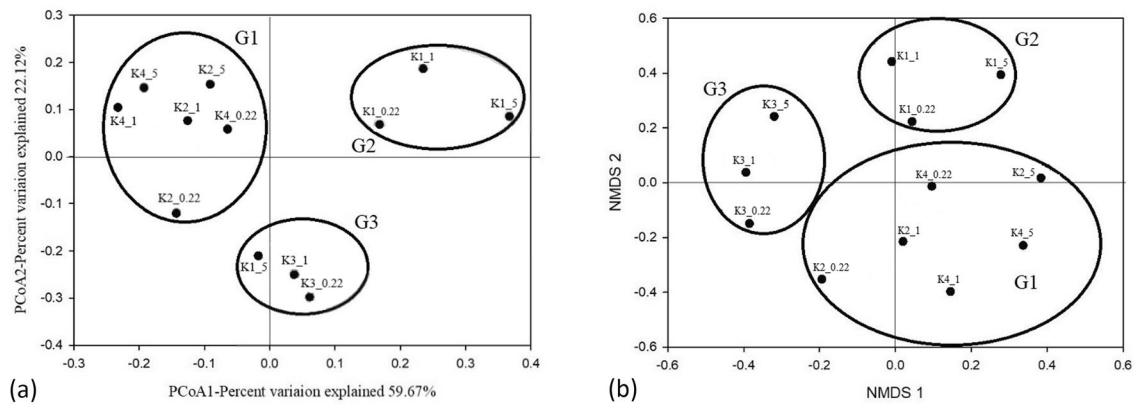 0.3
0.2
0.1
0.0
-0.1
-0.2
-0.3
-0.4
PCoA2-Percent variaion explained 22.12%
G1
K4_5
K2_5
K4_1
K2_1
K4_0.22
K2_0.22
K1_1
K1_5
K1_0.22
G2
G3
K1_5
K3_1
K3_0.22
-0.3 -0.2 -0.1 0.0 0.1 0.2 0.3 0.4
PCoA1-Percent variaion explained 59.67%
(a)
0.6
0.4
0.2
0.0
-0.2
-0.4
-0.6
NMDS 2
G2
K1_1
K1_5
K1_0.22
G3
K3_5
K3_1
K3_0.22
K4_0.22
K2_5
K2_1
K4_5
K2_0.22
K4_1
G1
-0.6 -0.4 -0.2 0.0 0.2 0.4 0.6
NMDS 1
(b)